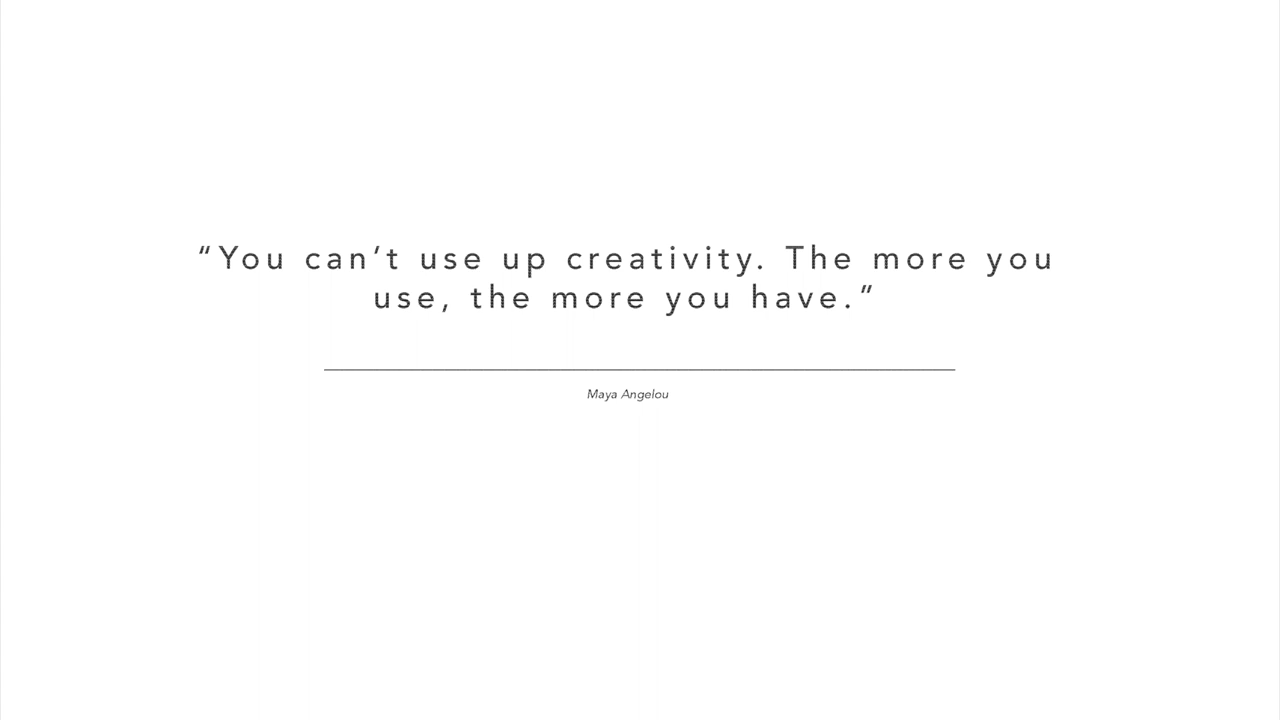 “You can’t use up creativity. The more you
use, the more you have.”
Maya Angelou